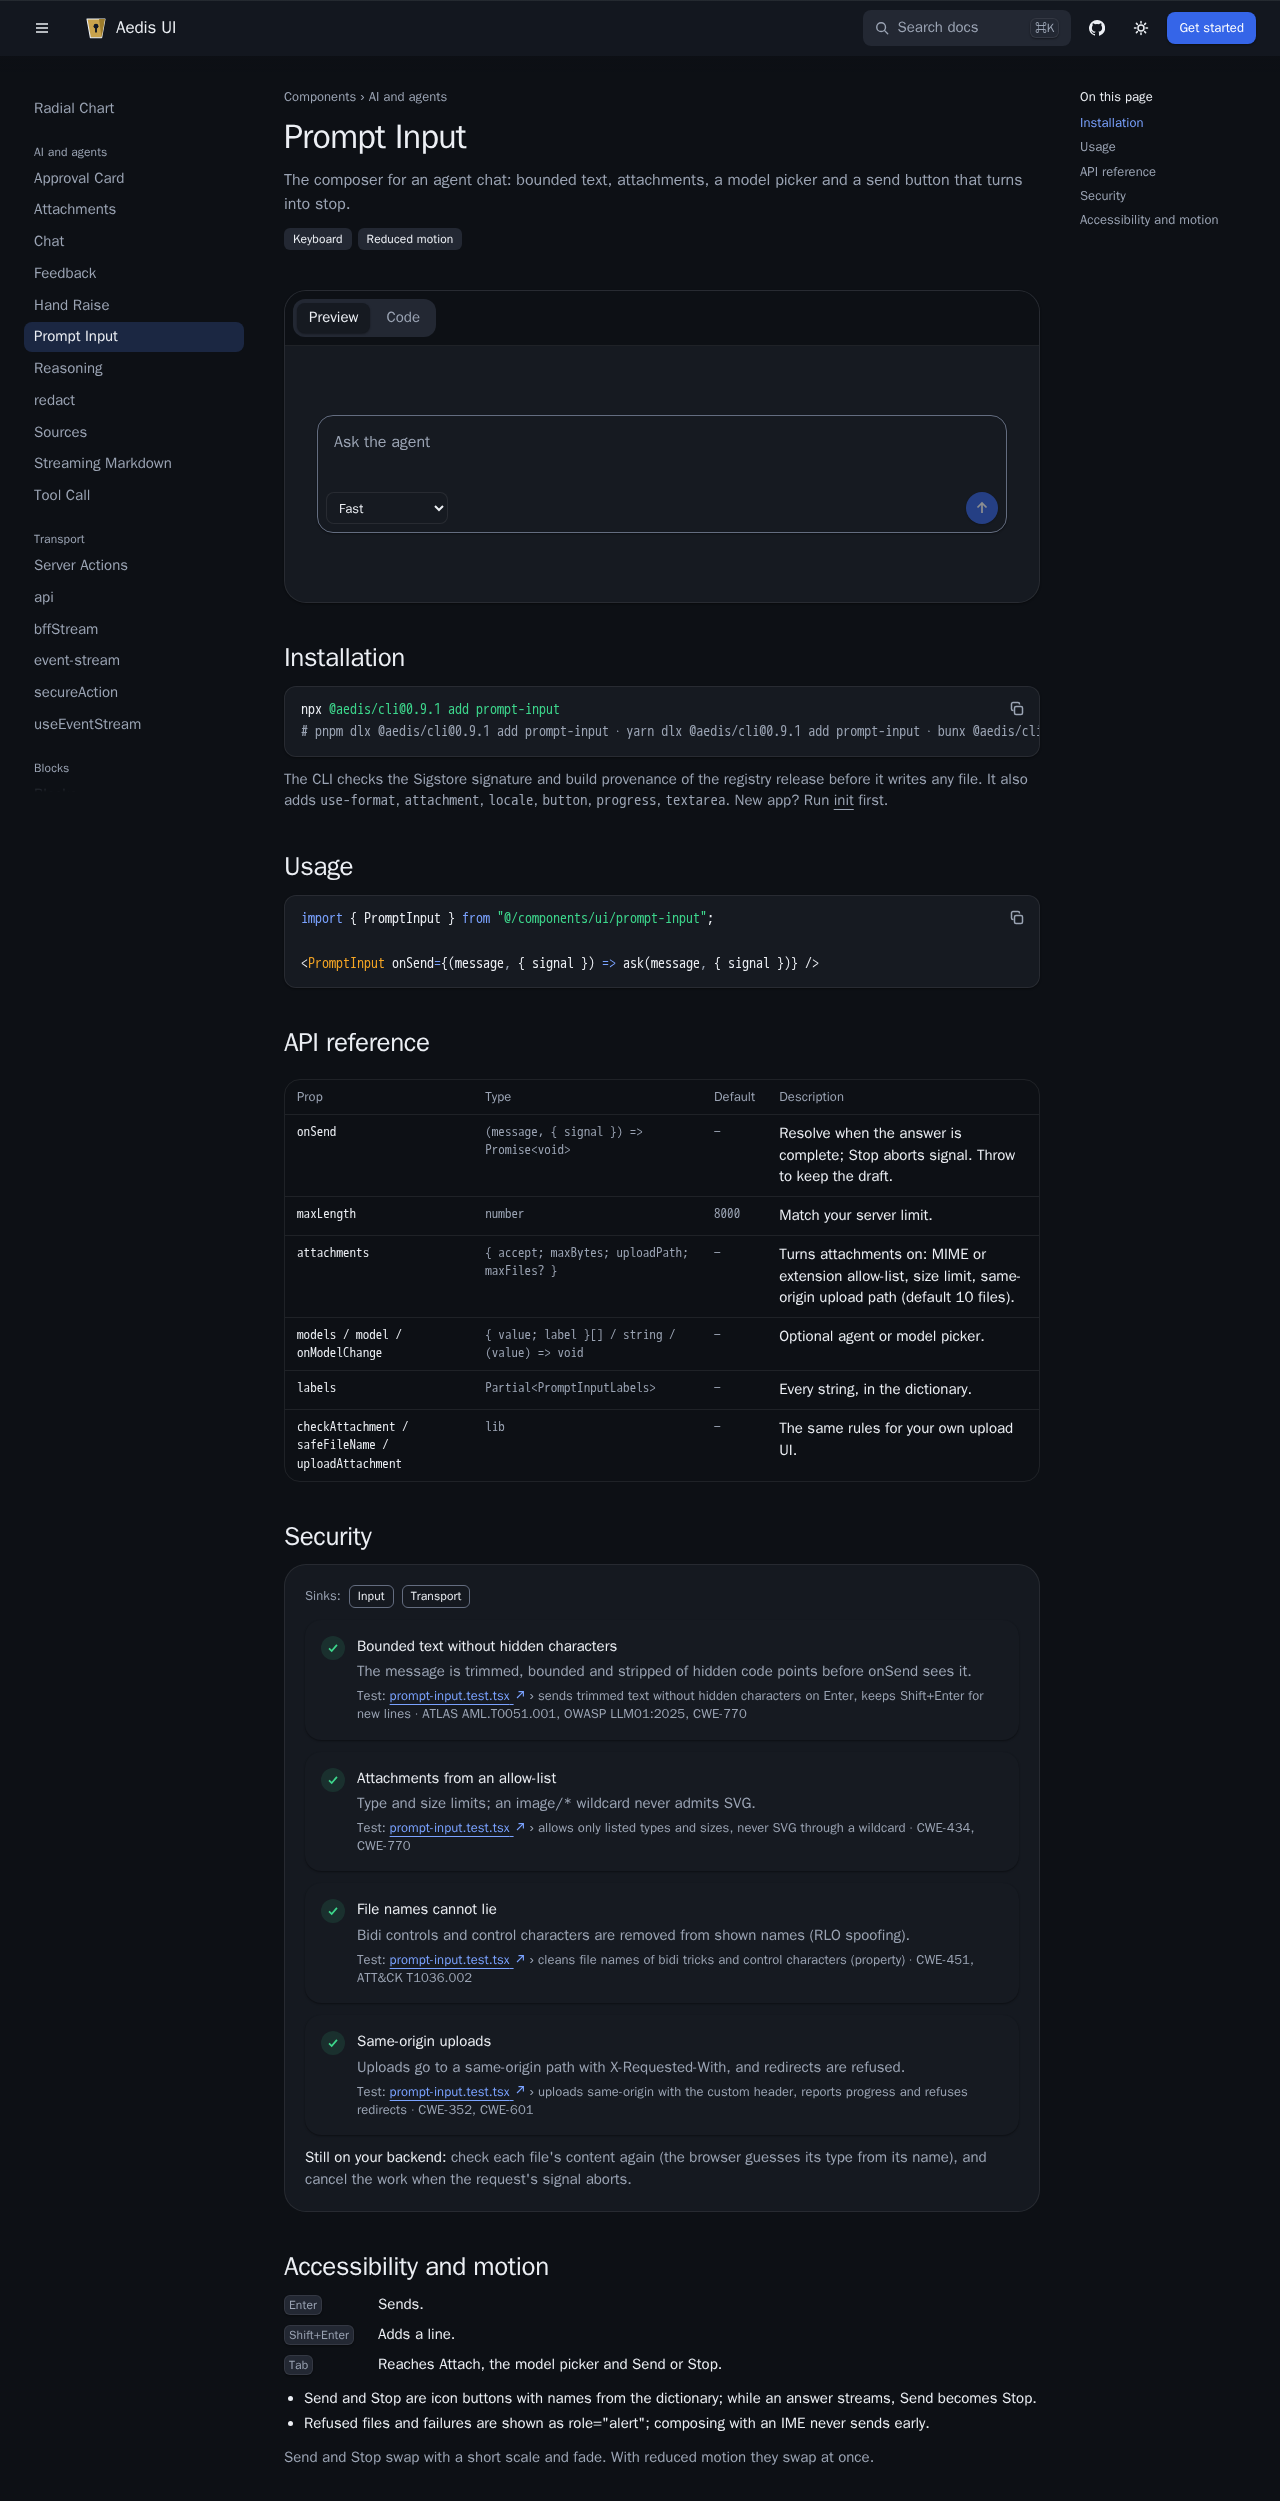 Aedis UI
Search docs
⌘K
Get started
Radial Chart
AI and agents
Approval Card
Attachments
Chat
Feedback
Hand Raise
Prompt Input
Reasoning
redact
Sources
Streaming Markdown
Tool Call
Transport
Server Actions
api
bffStream
event-stream
secureAction
useEventStream
Blocks
Components › AI and agents
Prompt Input
The composer for an agent chat: bounded text, attachments, a model picker and a send button that turns
into stop.
Keyboard
Reduced motion
Preview
Code
Ask the agent
Fast
Installation
npx @aedis/cli@0.9.1 add prompt-input
# pnpm dlx @aedis/cli@0.9.1 add prompt-input · yarn dlx @aedis/cli@0.9.1 add prompt-input · bunx @aedis/cli
The CLI checks the Sigstore signature and build provenance of the registry release before it writes any file. It also
adds use-format, attachment, locale, button, progress, textarea. New app? Run init first.
Usage
import { PromptInput } from "@/components/ui/prompt-input";
<PromptInput onSend={(message, { signal }) => ask(message, { signal })} />
API reference
Prop Type Default Description
onSend
(message, { signal }) =>
Promise<void>
—
Resolve when the answer is
complete; Stop aborts signal. Throw
to keep the draft.
maxLength
number
8000
Match your server limit.
attachments
{ accept; maxBytes; uploadPath;
maxFiles? }
—
Turns attachments on: MIME or
extension allow-list, size limit, same-
origin upload path (default 10 files).
models / model /
onModelChange
{ value; label }[] / string /
(value) => void
—
Optional agent or model picker.
labels
Partial<PromptInputLabels>
—
Every string, in the dictionary.
checkAttachment /
safeFileName /
uploadAttachment
lib
—
The same rules for your own upload
UI.
Security
Sinks:
Input
Transport
Bounded text without hidden characters
The message is trimmed, bounded and stripped of hidden code points before onSend sees it.
Test: prompt-input.test.tsx ↗ › sends trimmed text without hidden characters on Enter, keeps Shift+Enter for
new lines · ATLAS AML.T0051.001, OWASP LLM01:2025, CWE-770
Attachments from an allow-list
Type and size limits; an image/* wildcard never admits SVG.
Test: prompt-input.test.tsx ↗ › allows only listed types and sizes, never SVG through a wildcard · CWE-434,
CWE-770
File names cannot lie
Bidi controls and control characters are removed from shown names (RLO spoofing).
Test: prompt-input.test.tsx ↗ › cleans file names of bidi tricks and control characters (property) · CWE-451,
ATT&CK T1036.002
Same-origin uploads
Uploads go to a same-origin path with X-Requested-With, and redirects are refused.
Test: prompt-input.test.tsx ↗ › uploads same-origin with the custom header, reports progress and refuses
redirects · CWE-352, CWE-601
Still on your backend: check each file's content again (the browser guesses its type from its name), and
cancel the work when the request's signal aborts.
Accessibility and motion
Enter Sends.
Shift+Enter Adds a line.
Tab Reaches Attach, the model picker and Send or Stop.
• Send and Stop are icon buttons with names from the dictionary; while an answer streams, Send becomes Stop.
• Refused files and failures are shown as role="alert"; composing with an IME never sends early.
Send and Stop swap with a short scale and fade. With reduced motion they swap at once.
On this page
Installation
Usage
API reference
Security
Accessibility and motion